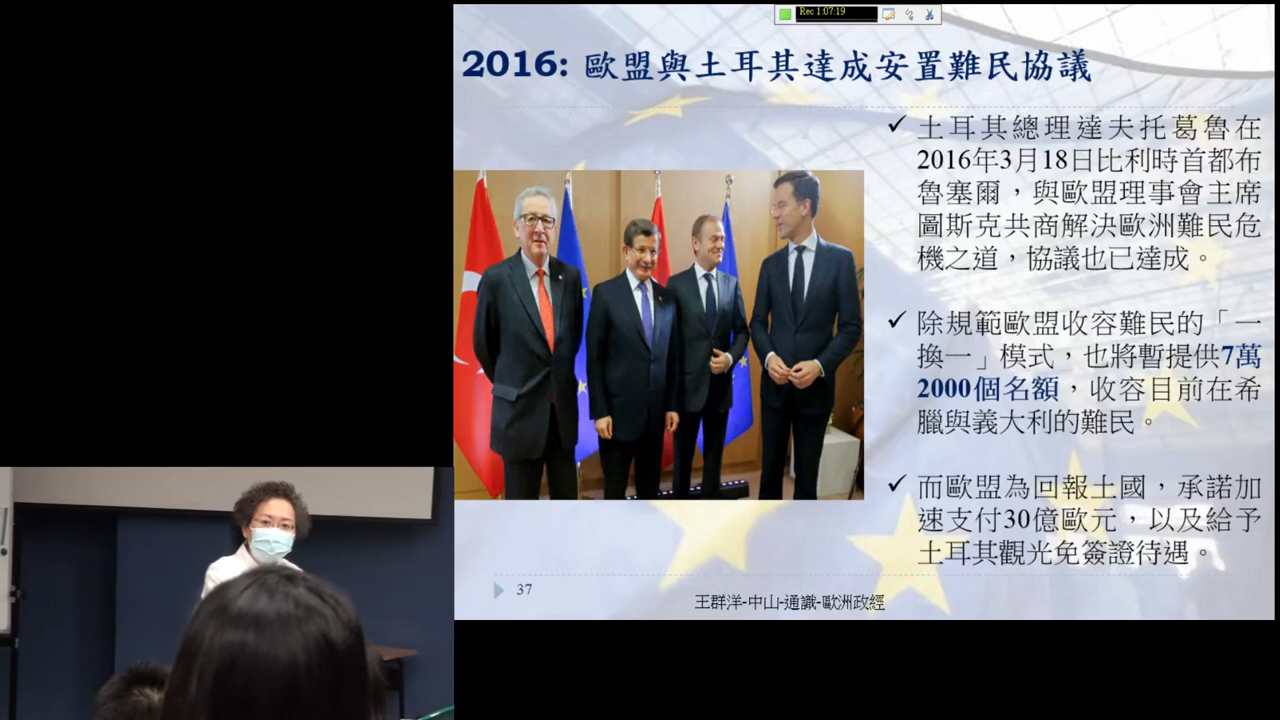 Rec 1:07:19
2016: 歐盟與土耳其達成安置難民協議
✓ 土耳其總理達夫托葛魯在
2016年3月18日比利時首都布
魯塞爾，與歐盟理事會主席
圖斯克共商解決歐洲難民危
機之道，協議也已達成。
✓ 除規範歐盟收容難民的「一
換一」模式，也將暫提供7萬
2000個名額，收容目前在希
臘與義大利的難民。
✓ 而歐盟為回報土國，承諾加
速支付30億歐元，以及給予
土耳其觀光免簽證待遇。
37
王群洋-中山-通識-歐洲政經